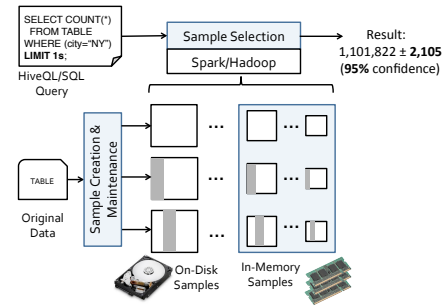 SELECT COUNT(*)
FROM TABLE
WHERE (city="NY")
LIMIT 1s;
HiveQL/SQL
Query
Sample Selection
Spark/Hadoop
Result:
1,101,822 ± 2,105
(95% confidence)
TABLE
Original
Data
Sample Creation &
Maintenance
...
...
...
...
...
...
On-Disk
Samples
In-Memory
Samples